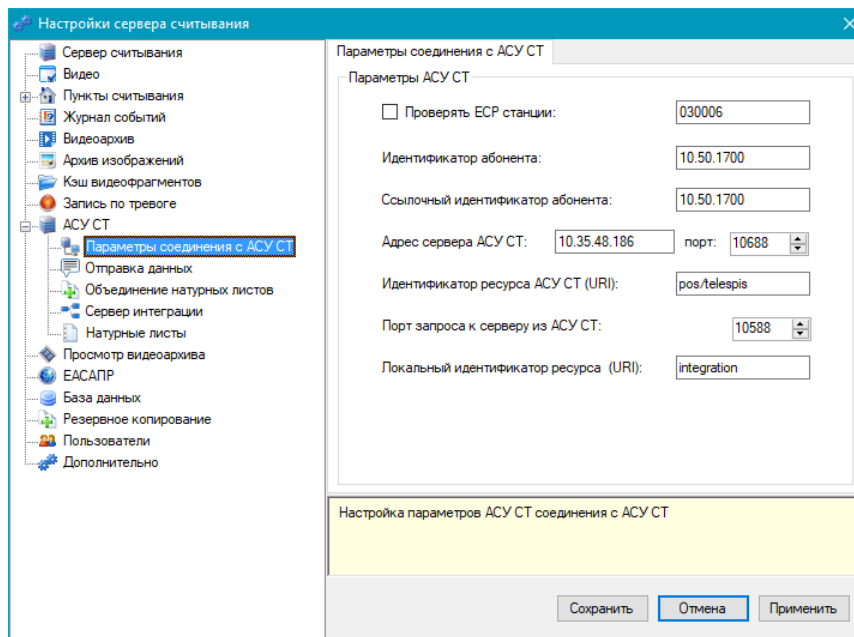 Настройки сервера считывания
Сервер считывания
Видео
Пункты считывания
Журнал событий
Видеоархив
Архив изображений
Кэш видеофрагментов
Запись по тревоге
АСУ СТ
Параметры соединения с АСУ СТ
Отправка данных
Объединение натурных листов
Сервер интеграции
Натурные листы
Просмотр видеоархива
ЕАСАПР
База данных
Резервное копирование
Пользователи
Дополнительно
Параметры соединения с АСУ СТ
Параметры АСУ СТ
Проверять ЕСР станции: 030006
Идентификатор абонента: 10.50.1700
Ссылочный идентификатор абонента: 10.50.1700
Адрес сервера АСУ СТ: 10.35.48.186 порт: 10688
Идентификатор ресурса АСУ СТ (URI): pos/telespis
Порт запроса к серверу из АСУ СТ: 10588
Локальный идентификатор ресурса (URI): integration
Настройка параметров АСУ СТ соединения с АСУ СТ
Сохранить Отмена Применить